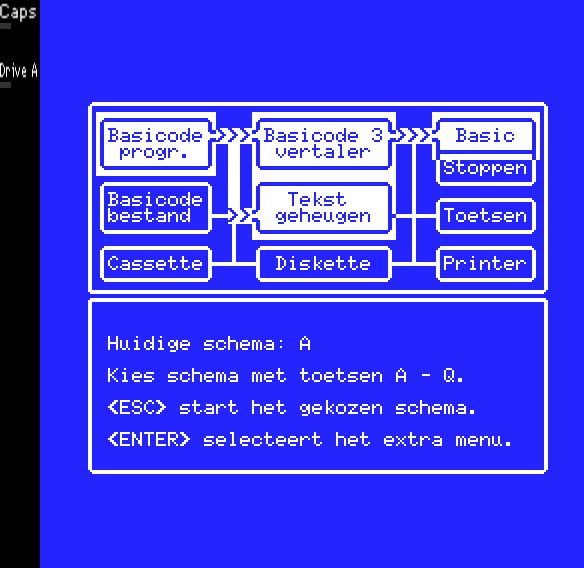 Caps
Drive A
Basicode progr.
>>>
Basicode 3 vertaler
>>>
Basic
Stoppen
Basicode bestand
>>
Tekst geheugen
Toetsen
Cassette
Diskette
Printer
Huidige schema: A
Kies schema met toetsen A - Q.
<ESC> start het gekozen schema.
<ENTER> selecteert het extra menu.